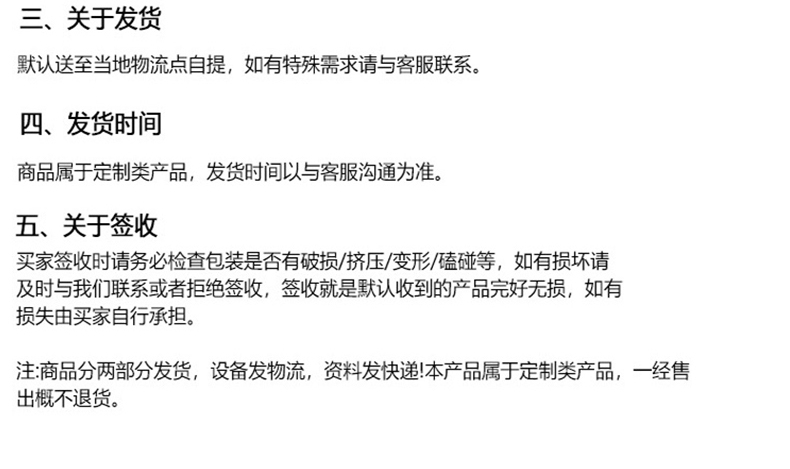 三、关于发货
默认送至当地物流点自提，如有特殊需求请与客服联系。
四、发货时间
商品属于定制类产品，发货时间以与客服沟通为准。
五、关于签收
买家签收时请务必检查包装是否有破损/挤压/变形/磕碰等，如有损坏请
及时与我们联系或者拒绝签收，签收就是默认收到的产品完好无损，如有
损失由买家自行承担。
注:商品分两部分发货，设备发物流，资料发快递!本产品属于定制类产品，一经售
出概不退货。